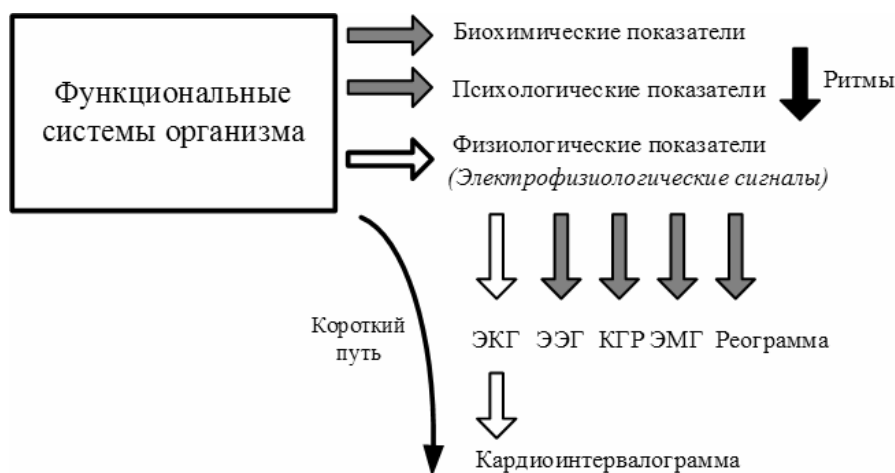 Функциональные
системы организма
Биохимические показатели
Психологические показатели
Ритмы
Физиологические показатели
(Электрофизиологические сигналы)
Короткий
путь
ЭКГ ЭЭГ КГР ЭМГ Реограмма
Кардиоинтервалограмма